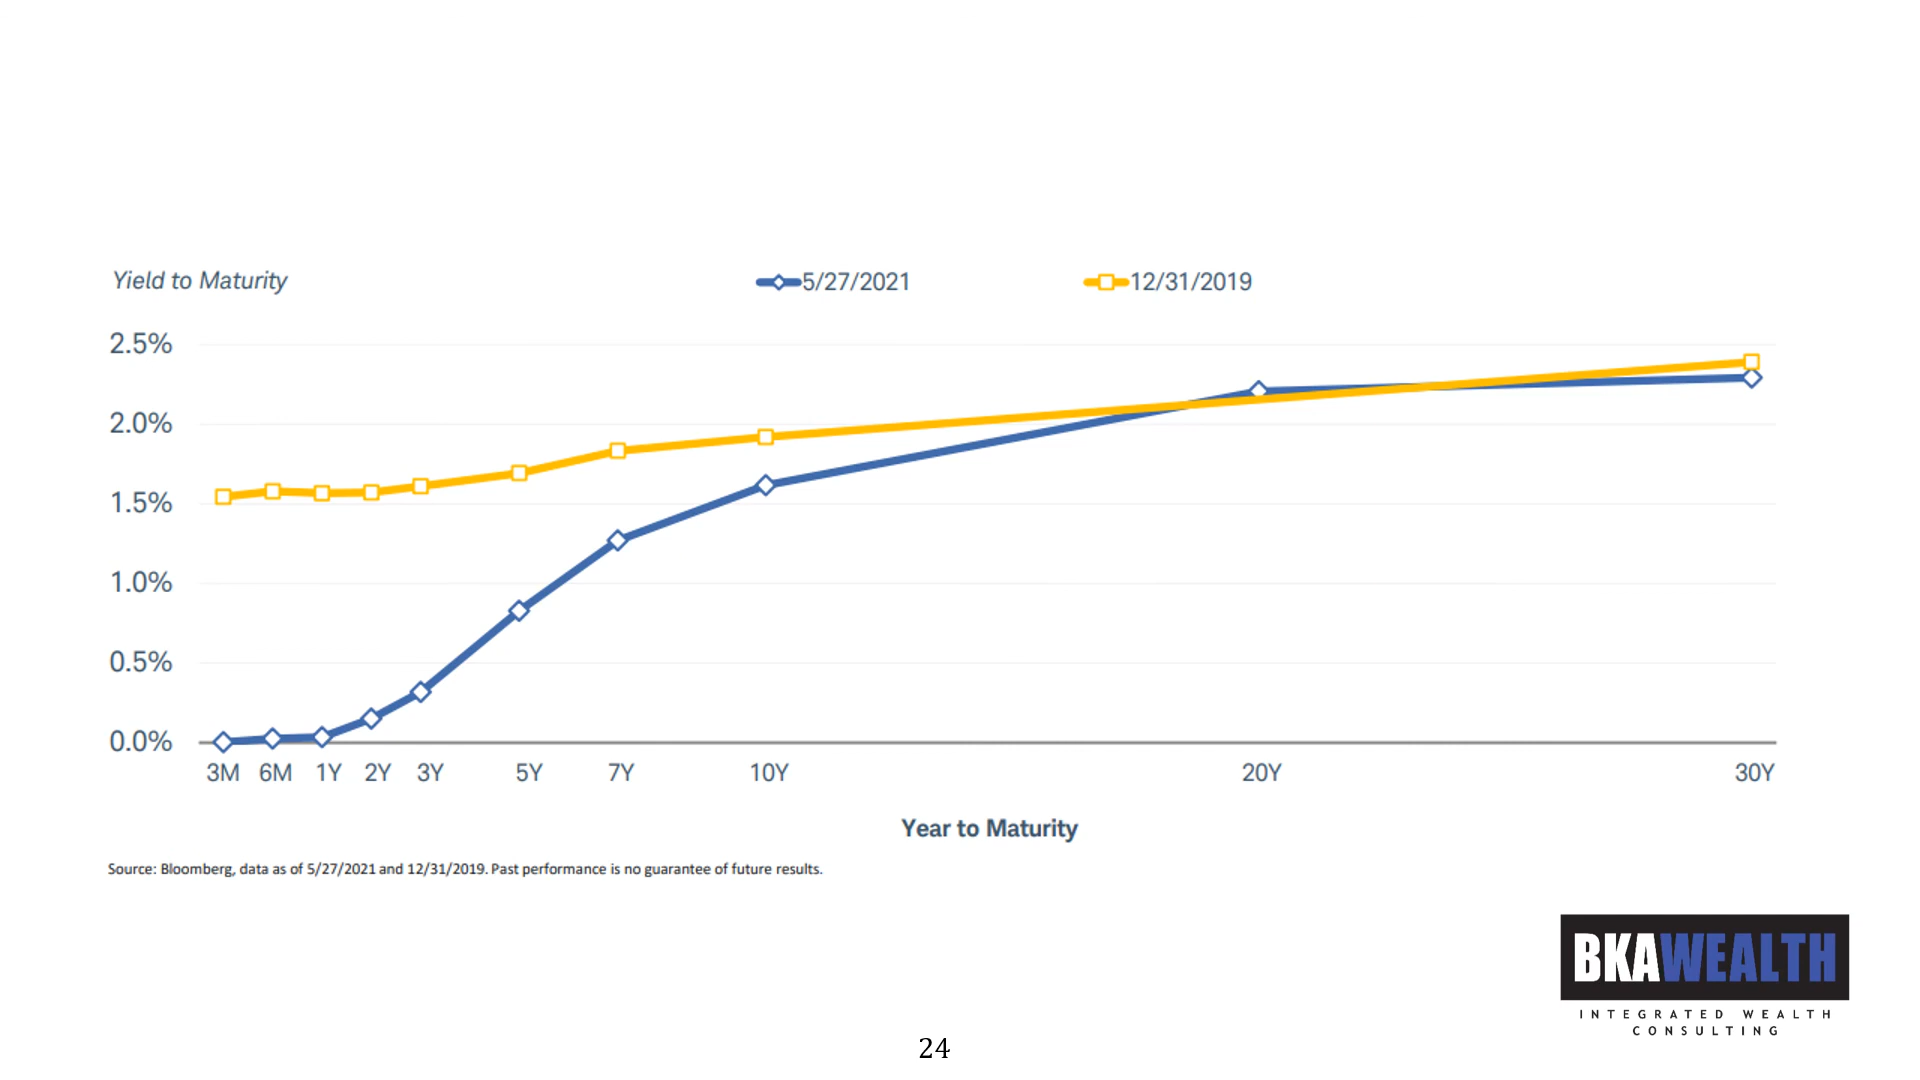 Yield to Maturity
5/27/2021
12/31/2019
2.5%
2.0%
1.5%
1.0%
0.5%
0.0%
3M 6M 1Y 2Y 3Y 5Y 7Y 10Y 20Y 30Y
Year to Maturity
Source: Bloomberg, data as of 5/27/2021 and 12/31/2019. Past performance is no guarantee of future results.
BKAWEALTH
INTEGRATED WEALTH
CONSULTING
24